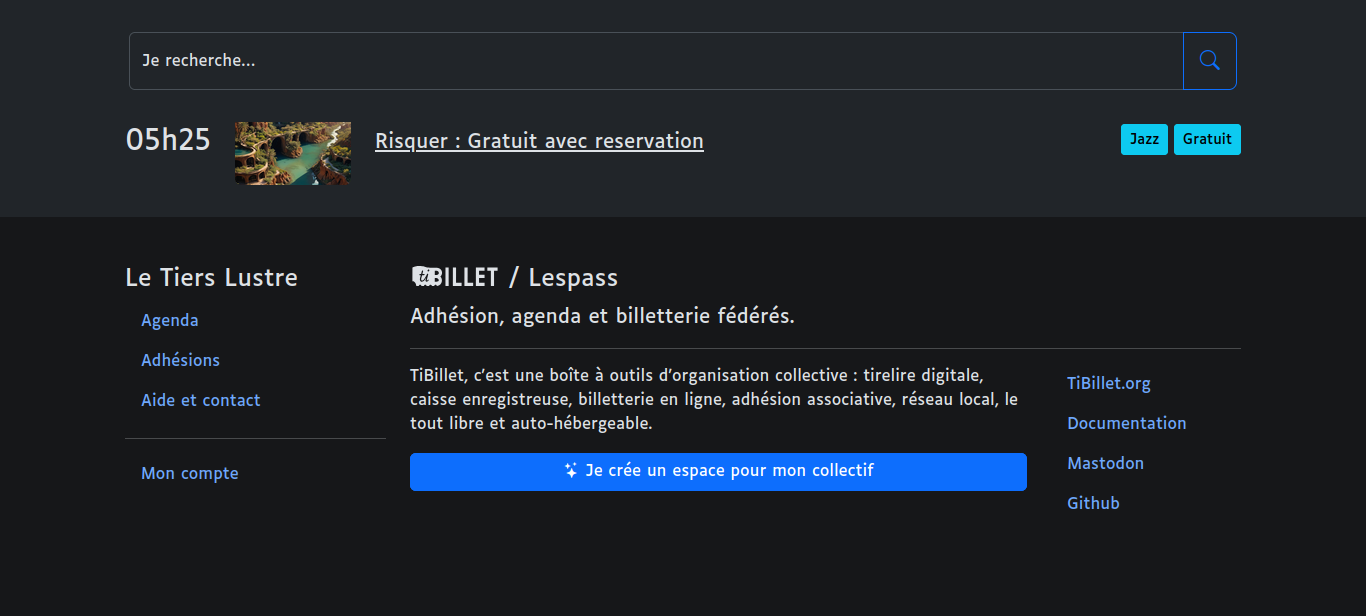 Je recherche...
05h25
Risquer : Gratuit avec reservation
Jazz
Gratuit
Le Tiers Lustre
Agenda
Adhésions
Aide et contact
Mon compte
tiBILLET / Lespass
Adhésion, agenda et billetterie fédérés.
TiBillet, c'est une boîte à outils d'organisation collective : tirelire digitale,
caisse enregistreuse, billetterie en ligne, adhésion associative, réseau local, le
tout libre et auto-hébergeable.
Je crée un espace pour mon collectif
TiBillet.org
Documentation
Mastodon
Github